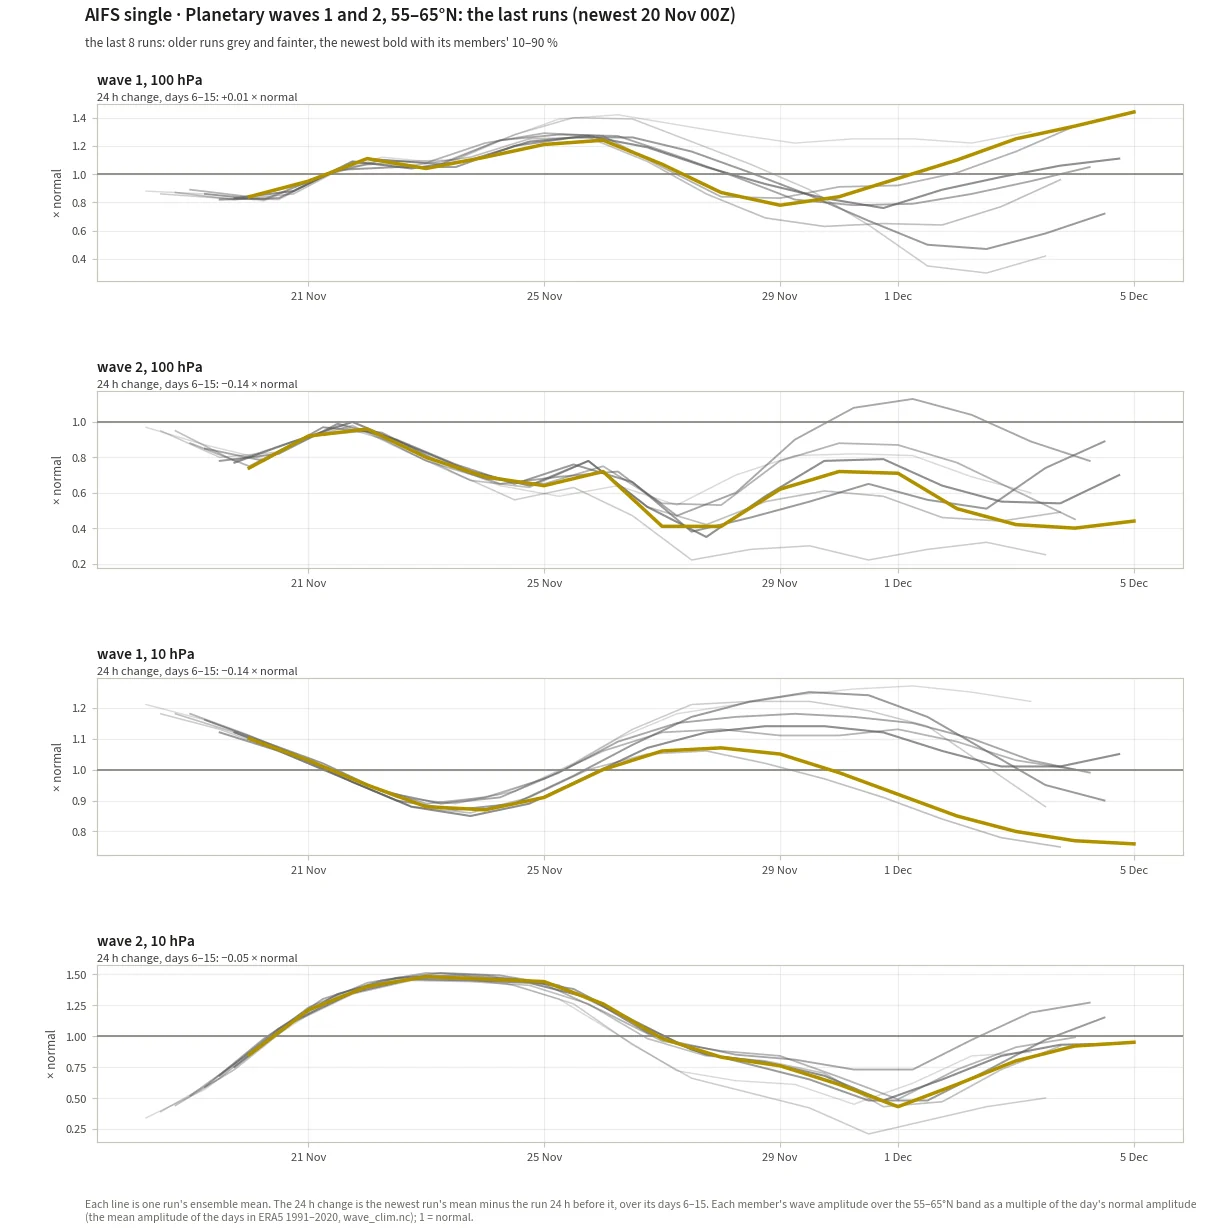 AIFS single · Planetary waves 1 and 2, 55–65°N: the last runs (newest 20 Nov 00Z)
the last 8 runs: older runs grey and fainter, the newest bold with its members' 10–90 %
wave 1, 100 hPa
24 h change, days 6–15: +0.01 × normal
1.4
1.2
1.0
0.8
0.6
0.4
× normal
21 Nov
25 Nov
29 Nov
1 Dec
5 Dec
wave 2, 100 hPa
24 h change, days 6–15: −0.14 × normal
1.0
0.8
0.6
0.4
0.2
× normal
21 Nov
25 Nov
29 Nov
1 Dec
5 Dec
wave 1, 10 hPa
24 h change, days 6–15: −0.14 × normal
1.2
1.1
1.0
0.9
0.8
× normal
21 Nov
25 Nov
29 Nov
1 Dec
5 Dec
wave 2, 10 hPa
24 h change, days 6–15: −0.05 × normal
1.50
1.25
1.00
0.75
0.50
0.25
× normal
21 Nov
25 Nov
29 Nov
1 Dec
5 Dec
Each line is one run's ensemble mean. The 24 h change is the newest run's mean minus the run 24 h before it, over its days 6–15. Each member's wave amplitude over the 55–65°N band as a multiple of the day's normal amplitude
(the mean amplitude of the days in ERA5 1991–2020, wave_clim.nc); 1 = normal.